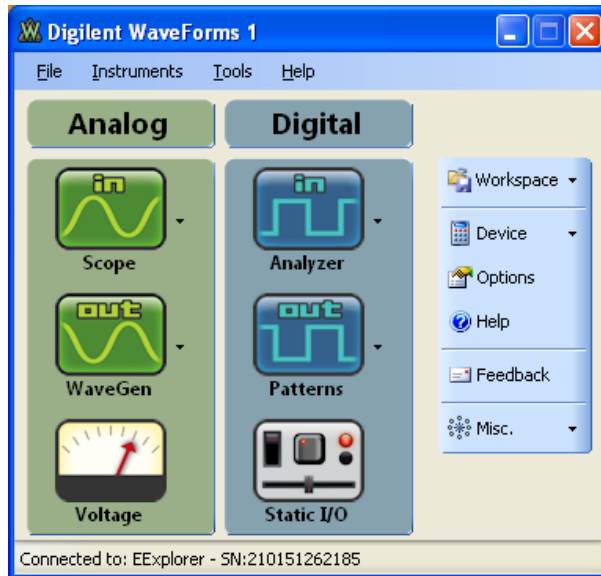 Digilent WaveForms 1
File Instruments Tools Help
Analog
Digital
in
Scope
in
Analyzer
out
WaveGen
out
Patterns
Voltage
Static I/O
Workspace
Device
Options
Help
Feedback
Misc.
Connected to: EExplorer - SN:210151262185